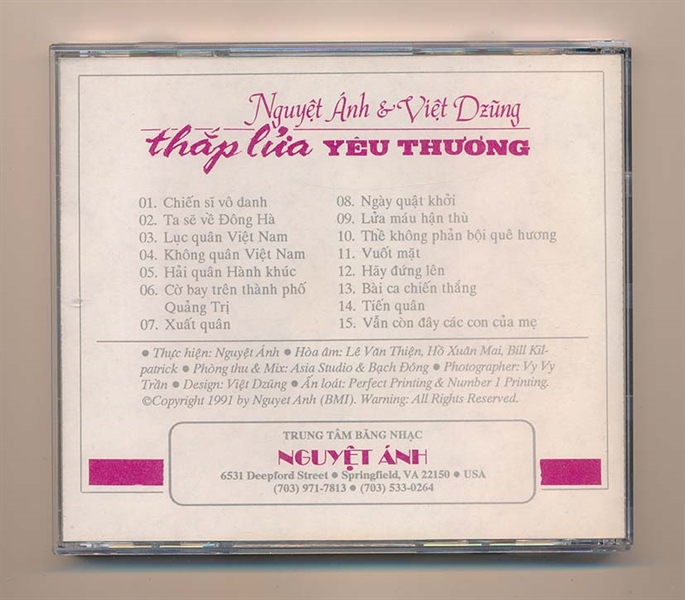 Nguyệt Ánh & Việt Dzũng
thắp lửa YÊU THƯƠNG
01. Chiến sĩ vô danh
02. Ta sẽ về Đông Hà
03. Lục quân Việt Nam
04. Không quân Việt Nam
05. Hải quân Hành khúc
06. Cờ bay trên thành phố
Quảng Trị
07. Xuất quân
08. Ngày quật khởi
09. Lửa máu hận thù
10. Thề không phản bội quê hương
11. Vuốt mặt
12. Hãy đứng lên
13. Bài ca chiến thắng
14. Tiến quân
15. Vẫn còn đây các con của mẹ
● Thực hiện: Nguyệt Ánh ● Hòa âm: Lê Văn Thiện, Hồ Xuân Mai, Bill Kil-
patrick ● Phòng thu & Mix: Asia Studio & Bạch Đông ● Photographer: Vy Vy
Trần ● Design: Việt Dzũng ● Ấn loát: Perfect Printing & Number 1 Printing.
©Copyright 1991 by Nguyet Anh (BMI). Warning: All Rights Reserved.
TRUNG TÂM BĂNG NHẠC
NGUYỆT ÁNH
6531 Deepford Street ● Springfield, VA 22150 ● USA
(703) 971-7813 ● (703) 533-0264